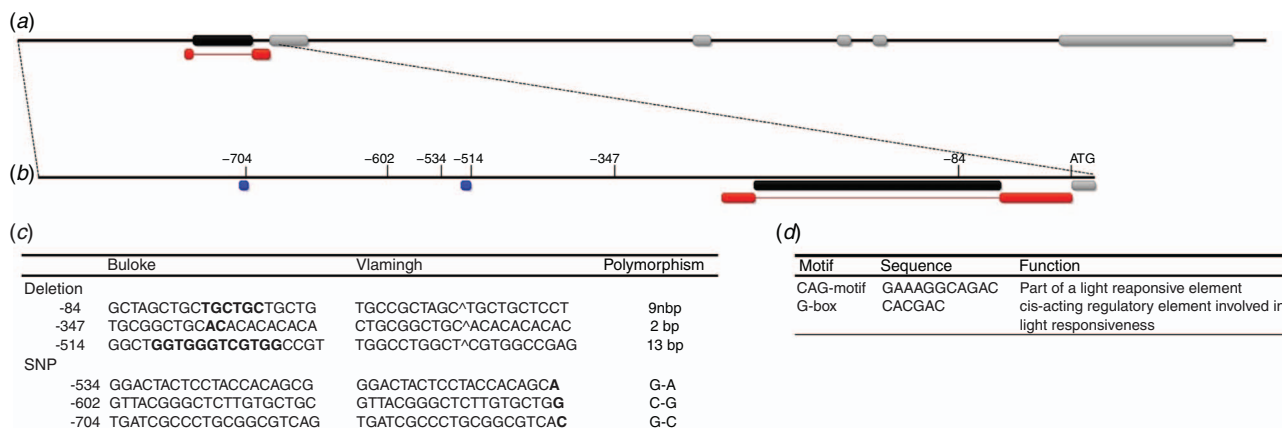 (a)
−704 −602 −534 −514 −347 −84 ATG
(b)
(c)
Buloke Vlamingh Polymorphism
Deletion
-84 GCTAGCTGCTGCTGCTGCTG TGCCGCTAGC^TGCTGCTCCT 9nbp
-347 TGCGGCTGCACACACACACA CTGCGGCTGC^ACACACACAC 2 bp
-514 GGCTGGTGGGTCGTGGCCGT TGGCCTGGCT^CGTGGCCGAG 13 bp
SNP
-534 GGACTACTCCTACCACAGCG GGACTACTCCTACCACAGCA G-A
-602 GTTACGGGCTCTTGTGCTGC GTTACGGGCTCTTGTGCTGG C-G
-704 TGATCGCCCTGCGGCGTCAG TGATCGCCCTGCGGCGTCAC G-C
(d)
Motif Sequence Function
CAG-motif GAAAGGCAGAC Part of a light reaponsive element
G-box CACGAC cis-acting regulatory element involved in
light responsiveness